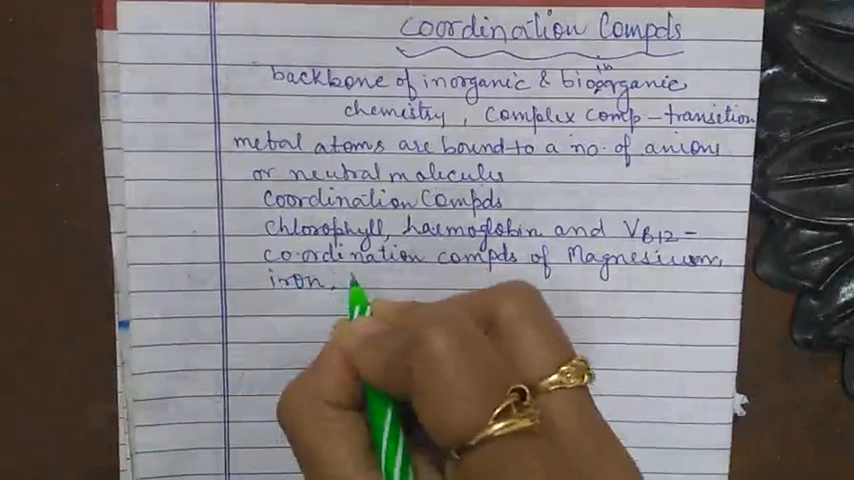 Coordination Compds
backbone of inorganic & bioinorganic
chemistry, complex comp - transition
metal atoms are bound to a no. of anions
or neutral molecules
Coordination Compds
Chlorophyll, haemoglobin and VB12 -
co-ordination compds of Magnesium,
iron,